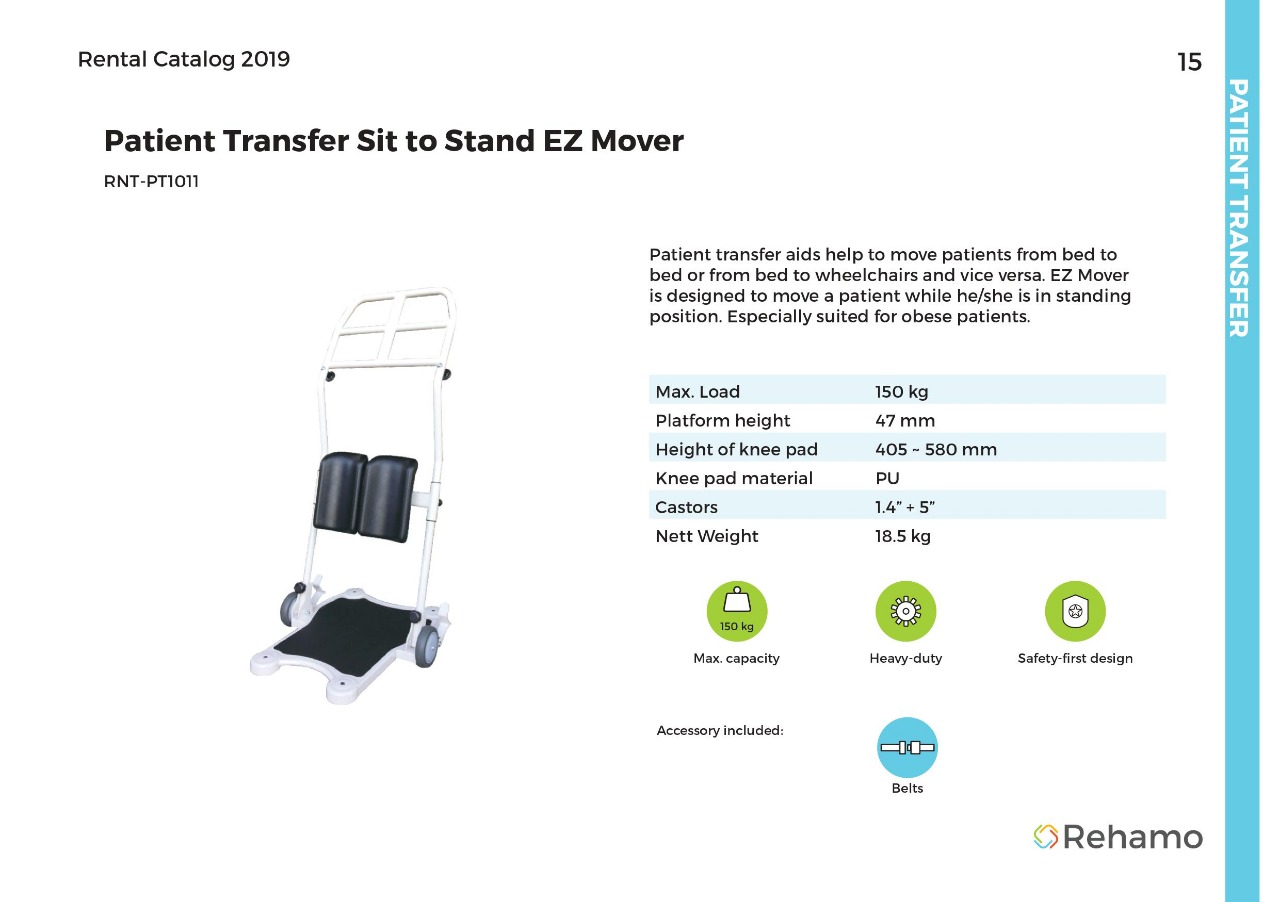 Rental Catalog 2019
15
PATIENT TRANSFER
Patient Transfer Sit to Stand EZ Mover
RNT-PT1011
Patient transfer aids help to move patients from bed to
bed or from bed to wheelchairs and vice versa. EZ Mover
is designed to move a patient while he/she is in standing
position. Especially suited for obese patients.
Max. Load 150 kg
Platform height 47 mm
Height of knee pad 405 ~ 580 mm
Knee pad material PU
Castors 1.4” + 5”
Nett Weight 18.5 kg
150 kg
Max. capacity Heavy-duty Safety-first design
Accessory included:
Belts
Rehamo